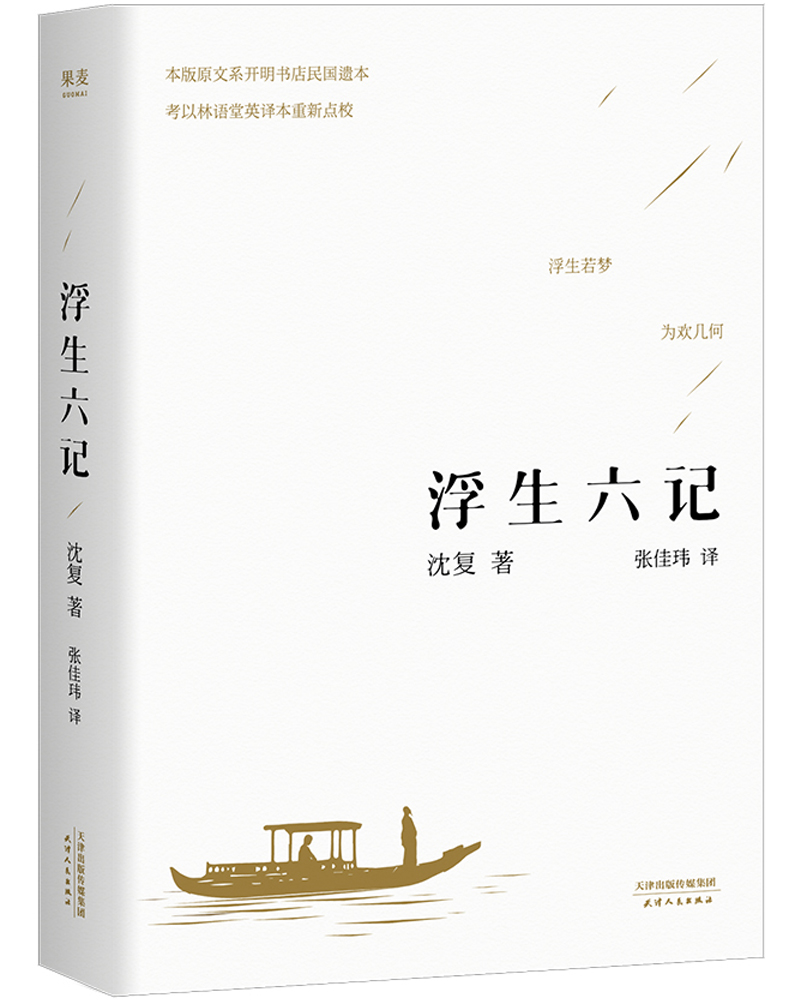 果麦
GUOMAI
浮生六记
沈复 著
张佳玮 译
天津出版传媒集团
天津人民出版社
本版原文系开明书店民国遗本
考以林语堂英译本重新点校
浮生若梦
为欢几何
浮生六记
沈复 著
张佳玮 译
天津出版传媒集团
天津人民出版社